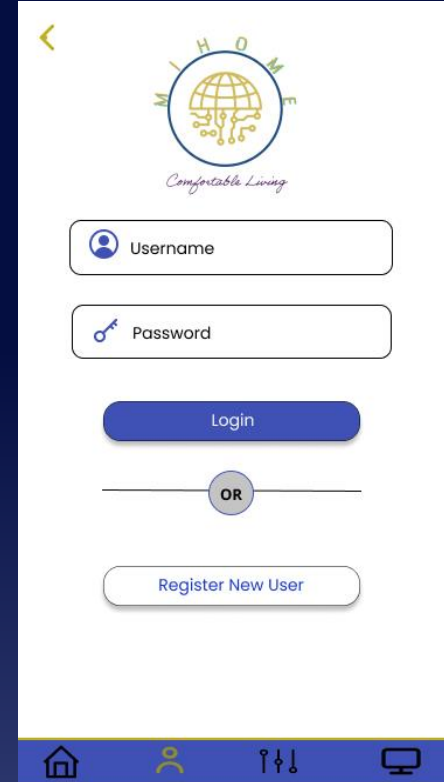 MIHOME
Comfortable Living
Username
Password
Login
OR
Register New User